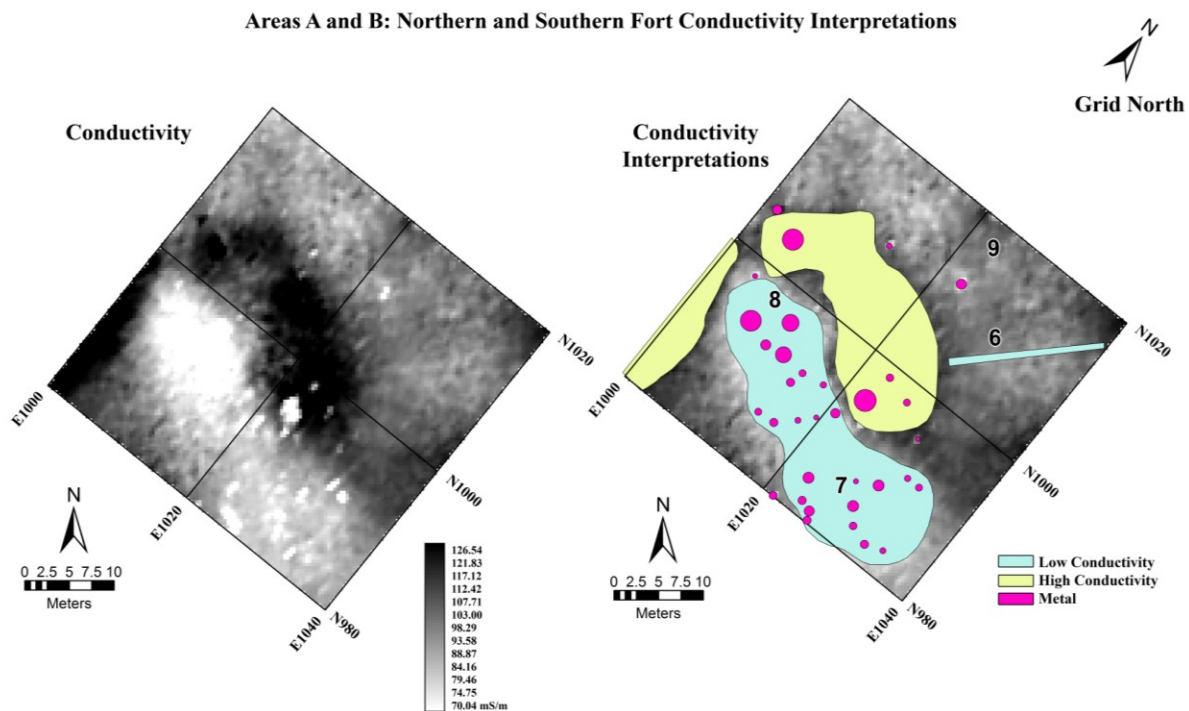 Areas A and B: Northern and Southern Fort Conductivity Interpretations
N
Grid North
Conductivity
E1000
E1020
E1040
N980
N1000
N1020
N
0 2.5 5 7.5 10
Meters
126.54
121.83
117.12
112.42
107.71
103.00
98.29
93.58
88.87
84.16
79.46
74.75
70.04 mS/m
Conductivity
Interpretations
9
6
8
7
E1000
E1020
E1040
N980
N1000
N1020
N
0 2.5 5 7.5 10
Meters
Low Conductivity
High Conductivity
Metal